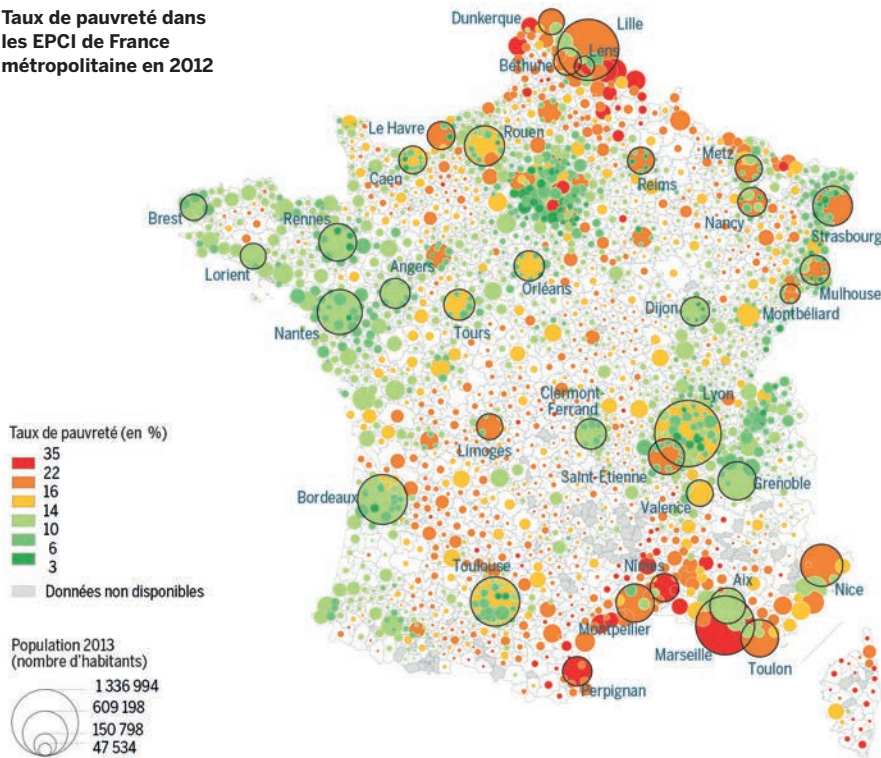 Taux de pauvreté dans
les EPCI de France
métropolitaine en 2012
Dunkerque
Lille
Lens
Béthune
Le Havre
Rouen
Caen
Reims
Metz
Nancy
Strasbourg
Brest
Rennes
Lorient
Angers
Orléans
Mulhouse
Montbéliard
Nantes
Tours
Dijon
Clermont-
Ferrand
Lyon
Limoges
Saint-Étienne
Grenoble
Bordeaux
Valence
Toulouse
Nîmes
Aix
Nice
Montpellier
Marseille
Toulon
Perpignan
Taux de pauvreté (en %)
35
22
16
14
10
6
3
Données non disponibles
Population 2013
(nombre d'habitants)
1 336 994
609 198
150 798
47 534